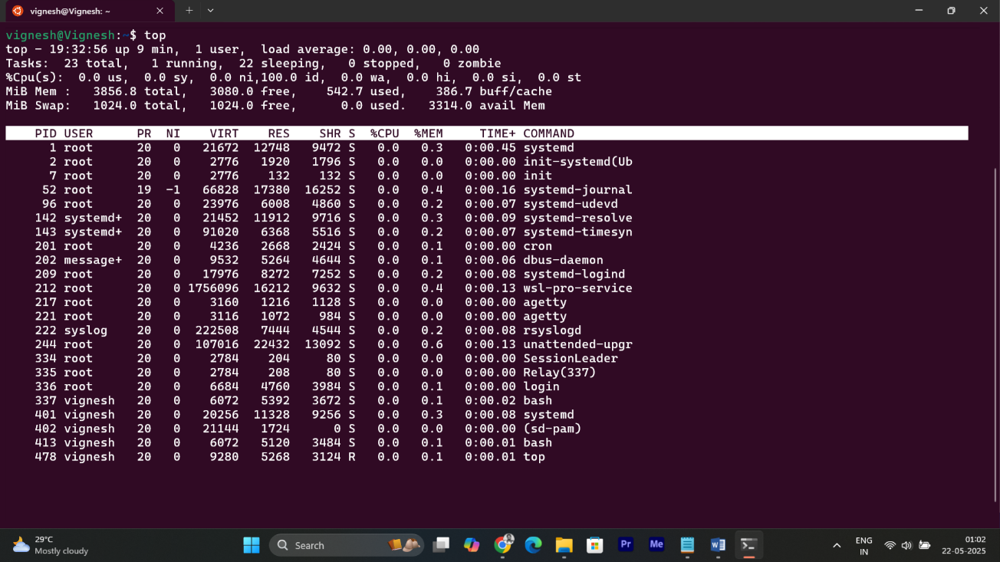 vignesh@Vignesh: ~
vignesh@Vignesh:~$ top
top - 19:32:56 up 9 min,  1 user,  load average: 0.00, 0.00, 0.00
Tasks:  23 total,   1 running,  22 sleeping,   0 stopped,   0 zombie
%Cpu(s):  0.0 us,  0.0 sy,  0.0 ni,100.0 id,  0.0 wa,  0.0 hi,  0.0 si,  0.0 st
MiB Mem :   3856.8 total,   3080.0 free,    542.7 used,    386.7 buff/cache
MiB Swap:   1024.0 total,   1024.0 free,      0.0 used.   3314.0 avail Mem
PID USER      PR  NI    VIRT    RES    SHR S  %CPU  %MEM     TIME+ COMMAND
1 root      20   0   21672  12748   9472 S   0.0   0.3   0:00.45 systemd
2 root      20   0    2776   1920   1796 S   0.0   0.0   0:00.00 init-systemd(Ub
7 root      20   0    2776    132    132 S   0.0   0.0   0:00.00 init
52 root      19  -1   66828  17380  16252 S   0.0   0.4   0:00.16 systemd-journal
96 root      20   0   23976   6008   4860 S   0.0   0.2   0:00.07 systemd-udevd
142 systemd+  20   0   21452  11912   9716 S   0.0   0.3   0:00.09 systemd-resolve
143 systemd+  20   0   91020   6368   5516 S   0.0   0.2   0:00.07 systemd-timesyn
201 root      20   0    4236   2668   2424 S   0.0   0.1   0:00.00 cron
202 message+  20   0    9532   5264   4644 S   0.0   0.1   0:00.06 dbus-daemon
209 root      20   0   17976   8272   7252 S   0.0   0.2   0:00.08 systemd-logind
212 root      20   0 1756096  16212   9632 S   0.0   0.4   0:00.13 wsl-pro-service
217 root      20   0    3160   1216   1128 S   0.0   0.0   0:00.00 agetty
221 root      20   0    3116   1072    984 S   0.0   0.0   0:00.00 agetty
222 syslog    20   0  222508   7444   4544 S   0.0   0.2   0:00.08 rsyslogd
244 root      20   0  107016  22432  13092 S   0.0   0.6   0:00.13 unattended-upgr
334 root      20   0    2784    204     80 S   0.0   0.0   0:00.00 SessionLeader
335 root      20   0    2784    208     80 S   0.0   0.0   0:00.00 Relay(337)
336 root      20   0    6684   4760   3984 S   0.0   0.1   0:00.00 login
337 vignesh   20   0    6072   5392   3672 S   0.0   0.1   0:00.02 bash
401 vignesh   20   0   20256  11328   9256 S   0.0   0.3   0:00.08 systemd
402 vignesh   20   0   21144   1724      0 S   0.0   0.0   0:00.00 (sd-pam)
413 vignesh   20   0    6072   5120   3484 S   0.0   0.1   0:00.01 bash
478 vignesh   20   0    9280   5268   3124 R   0.0   0.1   0:00.01 top
29°C
Mostly cloudy
Search
Pr
Me
ENG
IN
01:02
22-05-2025